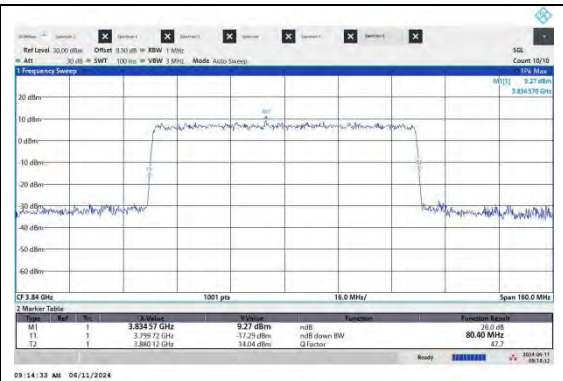 Ref Level 30.00 dBm Offset 9.50 dB RBW 1 MHz SGL
Att 30 dB SWT 100 ms VBW 3 MHz Mode Auto Sweep Count 10/10
1 Frequency Sweep 1Pk Max
M1[1] 9.27 dBm
3.834570 GHz
M1
20 dBm
10 dBm
0 dBm
-10 dBm
-20 dBm
-30 dBm
-40 dBm
-50 dBm
-60 dBm
CF 3.84 GHz 1001 pts 16.0 MHz/ Span 160.0 MHz
2 Marker Table
Type Ref Trc X-Value Y-Value Function Function Result
M1 1 3.834 57 GHz 9.27 dBm ndB 26.0 dB
T1 1 3.799 72 GHz -17.29 dBm ndB down BW 80.40 MHz
T2 1 3.880 12 GHz 14.04 dBm Q Factor 47.7
Ready 2024-06-11
09:14:33 AM 06/11/2024